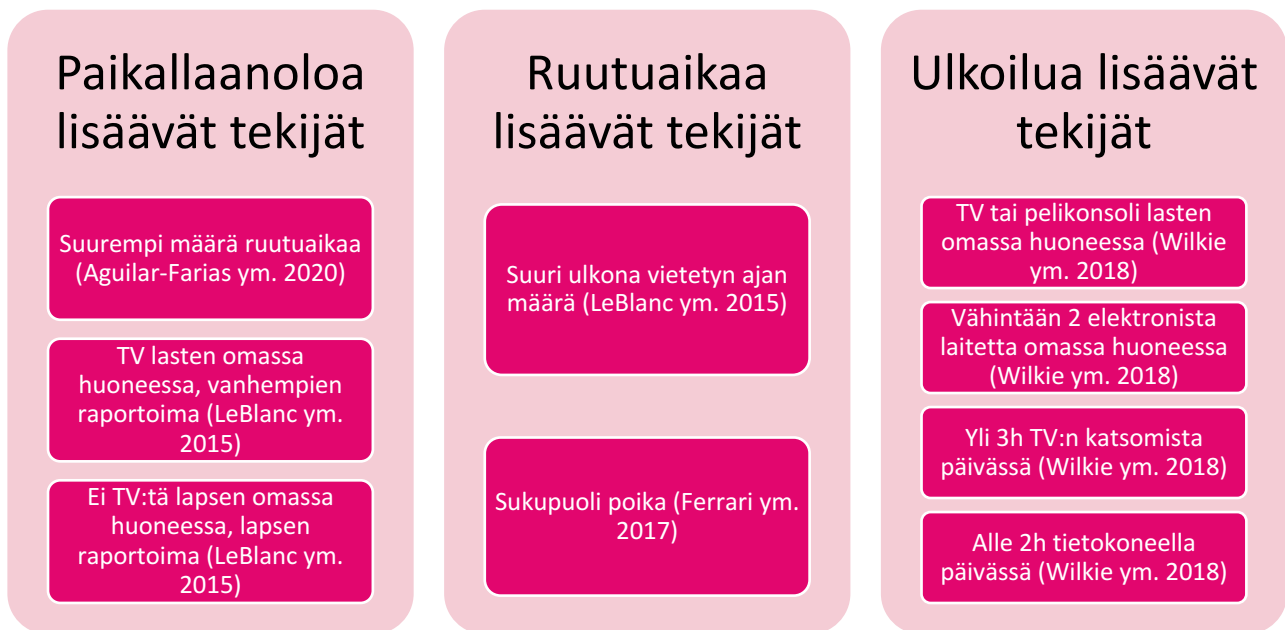 Paikallaanoloa
lisäävät tekijät
Suurempi määrä ruutuaikaa
(Aguilar-Farias ym. 2020)
TV lasten omassa
huoneessa, vanhempien
raportoima (LeBlanc ym.
2015)
Ei TV:tä lapsen omassa
huoneessa, lapsen
raportoima (LeBlanc ym.
2015)
Ruutuaikaa
lisäävät tekijät
Suuri ulkona vietetyn ajan
määrä (LeBlanc ym. 2015)
Sukupuoli poika (Ferrari ym.
2017)
Ulkoilua lisäävät
tekijät
TV tai pelikonsoli lasten
omassa huoneessa (Wilkie
ym. 2018)
Vähintään 2 elektronista
laitetta omassa huoneessa
(Wilkie ym. 2018)
Yli 3h TV:n katsomista
päivässä (Wilkie ym. 2018)
Alle 2h tietokoneella
päivässä (Wilkie ym. 2018)